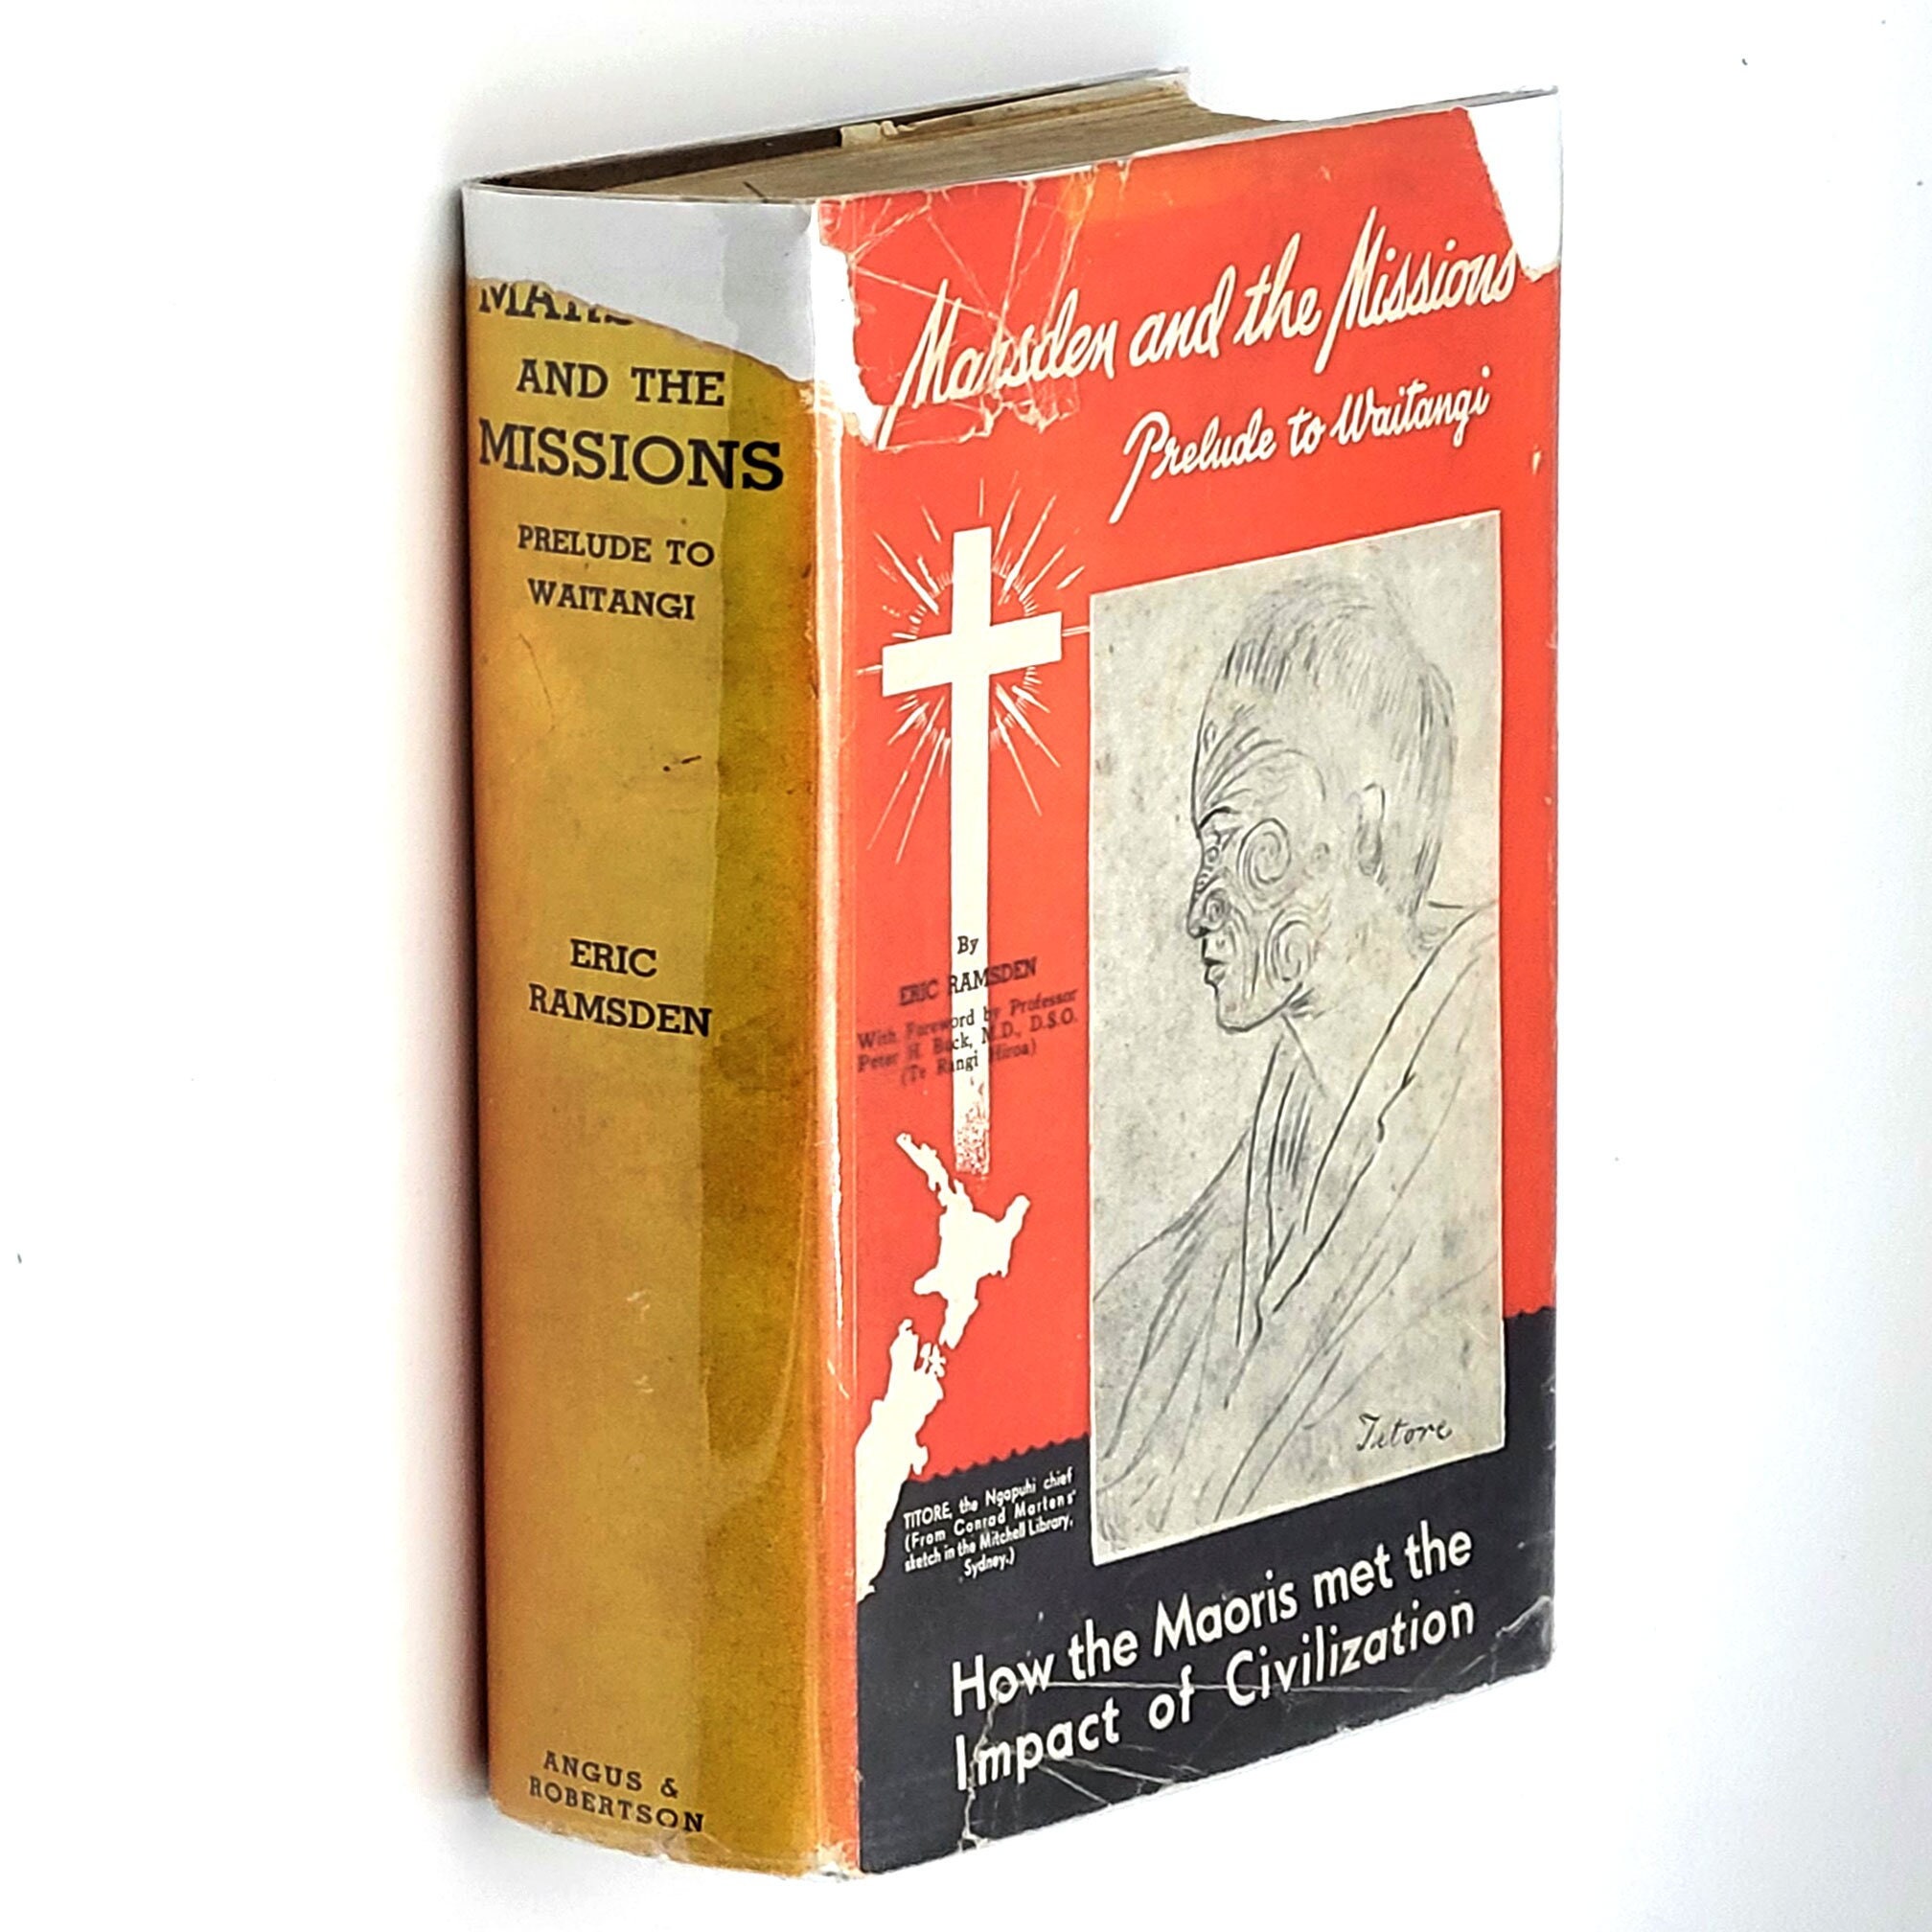 AND THE
MISSIONS
PRELUDE TO
WAITANGI
ERIC
RAMSDEN
ANGUS &
ROBERTSON
Marsden and the Missions
Prelude to Waitangi
By
ERIC RAMSDEN
With Foreword by Professor
Peter H. Buck, M.D., D.S.O.
(Te Rangi Hiroa)
Titore
TITORE, the Ngapuhi chief
(From Conrad Martens'
sketch in the Mitchell Library,
Sydney.)
How the Maoris met the
Impact of Civilization